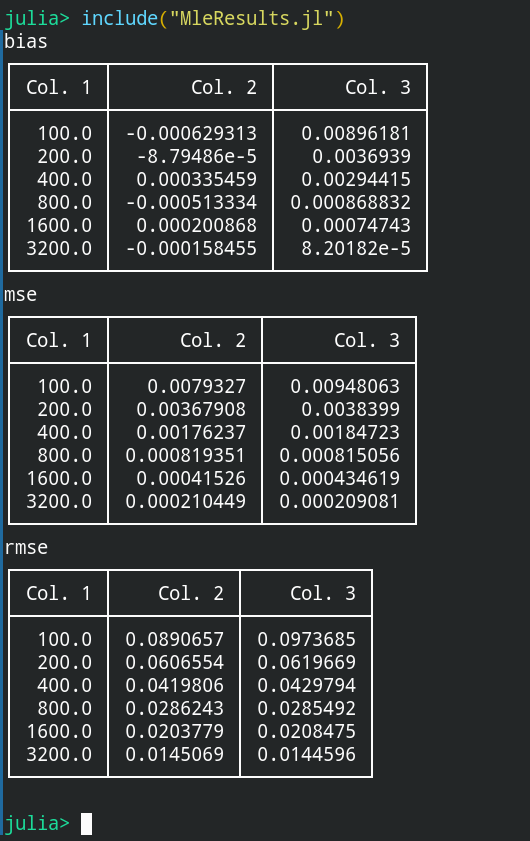 julia> include("MleResults.jl")
bias
Col. 1 Col. 2 Col. 3
100.0 -0.000629313 0.00896181
200.0 -8.79486e-5 0.0036939
400.0 0.000335459 0.00294415
800.0 -0.000513334 0.000868832
1600.0 0.000200868 0.00074743
3200.0 -0.000158455 8.20182e-5
mse
Col. 1 Col. 2 Col. 3
100.0 0.0079327 0.00948063
200.0 0.00367908 0.0038399
400.0 0.00176237 0.00184723
800.0 0.000819351 0.000815056
1600.0 0.00041526 0.000434619
3200.0 0.000210449 0.000209081
rmse
Col. 1 Col. 2 Col. 3
100.0 0.0890657 0.0973685
200.0 0.0606554 0.0619669
400.0 0.0419806 0.0429794
800.0 0.0286243 0.0285492
1600.0 0.0203779 0.0208475
3200.0 0.0145069 0.0144596
julia>